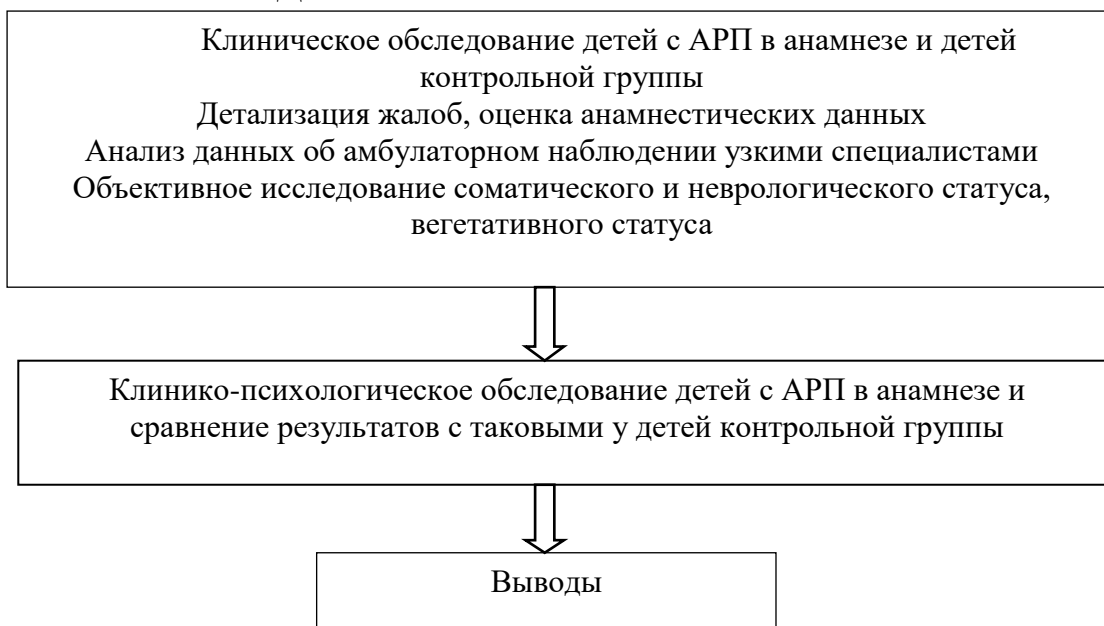 Клиническое обследование детей с АРП в анамнезе и детей
контрольной группы
Детализация жалоб, оценка анамнестических данных
Анализ данных об амбулаторном наблюдении узкими специалистами
Объективное исследование соматического и неврологического статуса,
вегетативного статуса
Клинико-психологическое обследование детей с АРП в анамнезе и
сравнение результатов с таковыми у детей контрольной группы
Выводы